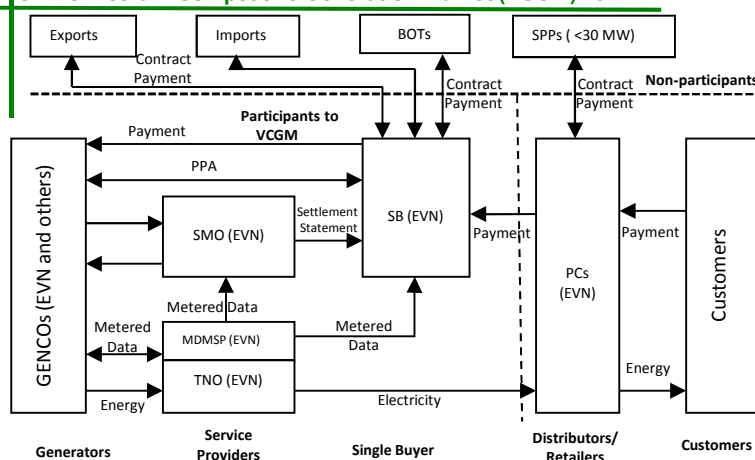 Exports
Imports
BOTs
SPPs ( <30 MW)
Contract
Payment
Contract
Payment
Contract
Payment
Non-participants
Participants to
VCGM
Payment
PPA
GENCOs (EVN and others)
SMO (EVN)
Settlement
Statement
SB (EVN)
Payment
PCs
(EVN)
Payment
Customers
Metered Data
Metered
Data
MDMSP (EVN)
Metered
Data
TNO (EVN)
Energy
Electricity
Energy
Generators
Service
Providers
Single Buyer
Distributors/
Retailers
Customers